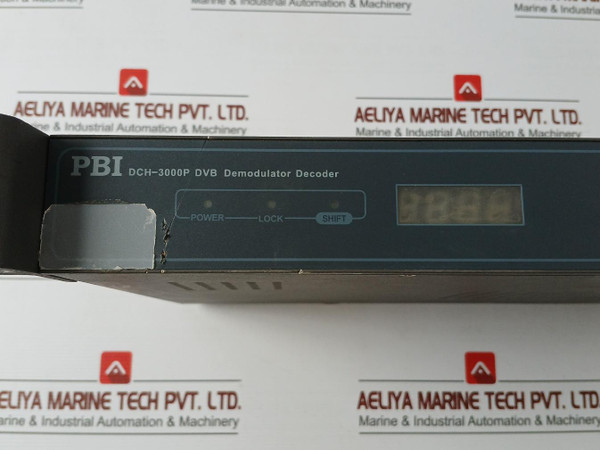 Marine & Industrial Automation & Machinery
AELIYA MARINE TECH PVT. LTD.
Marine & Industrial Automation & Machinery
AELIYA MARINE TECH PVT. LTD.
Marine & Industrial Automation & Machinery
PBI DCH-3000P DVB Demodulator Decoder
POWER LOCK SHIFT
AELIYA MARINE TECH PVT. LTD.
Marine & Industrial Automation & Machinery
AELIYA MARINE TECH PVT. LTD.
Marine & Industrial Automation & Machinery